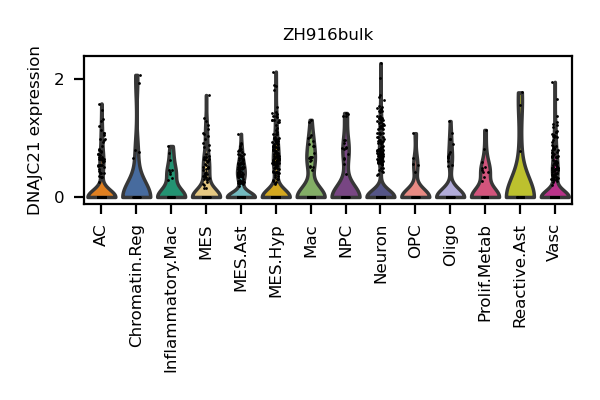 ZH916bulk
DNAJC21 expression
2
0
AC
Chromatin.Reg
Inflammatory.Mac
MES
MES.Ast
MES.Hyp
Mac
NPC
Neuron
OPC
Oligo
Prolif.Metab
Reactive.Ast
Vasc